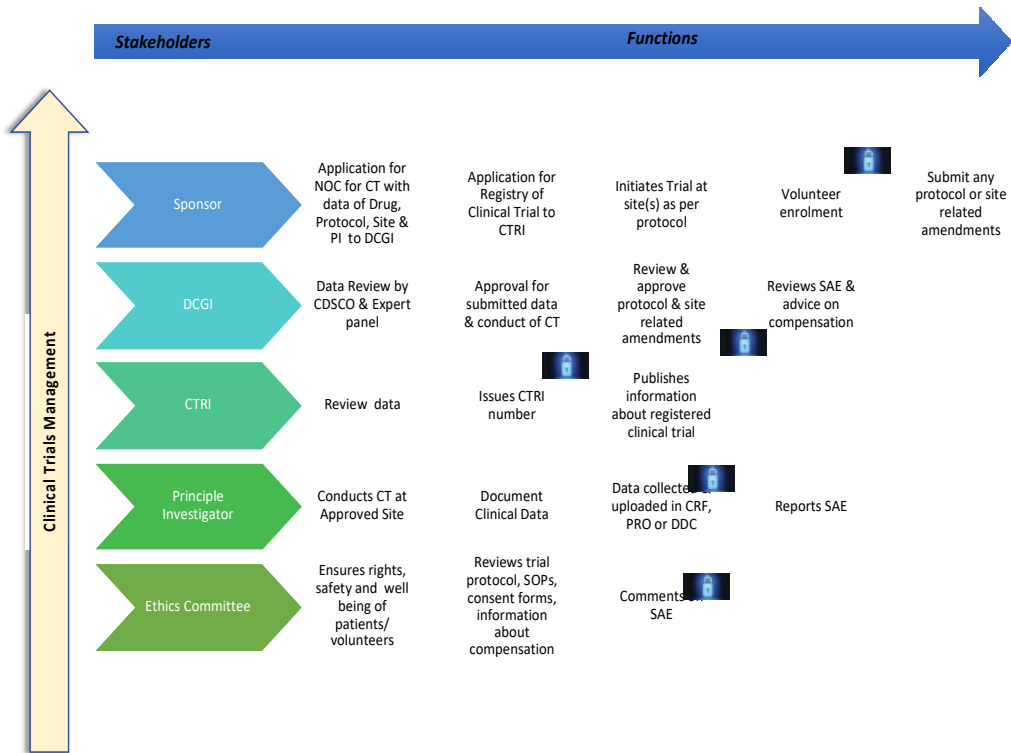 Stakeholders
Functions
Clinical Trials Management
Sponsor
Application for
NOC for CT with
data of Drug,
Protocol, Site &
PI to DCGI
Application for
Registry of
Clinical Trial to
CTRI
Initiates Trial at
site(s) as per
protocol
Volunteer
enrolment
Submit any
protocol or site
related
amendments
DCGI
Data Review by
CDSCO & Expert
panel
Approval for
submitted data
& conduct of CT
Review &
approve
protocol & site
related
amendments
Reviews SAE &
advice on
compensation
CTRI
Review data
Issues CTRI
number
Publishes
information
about registered
clinical trial
Principle
Investigator
Conducts CT at
Approved Site
Document
Clinical Data
Data collected &
uploaded in CRF,
PRO or DDC
Reports SAE
Ethics Committee
Ensures rights,
safety and well
being of
patients/
volunteers
Reviews trial
protocol, SOPs,
consent forms,
information
about
compensation
Comments
SAE